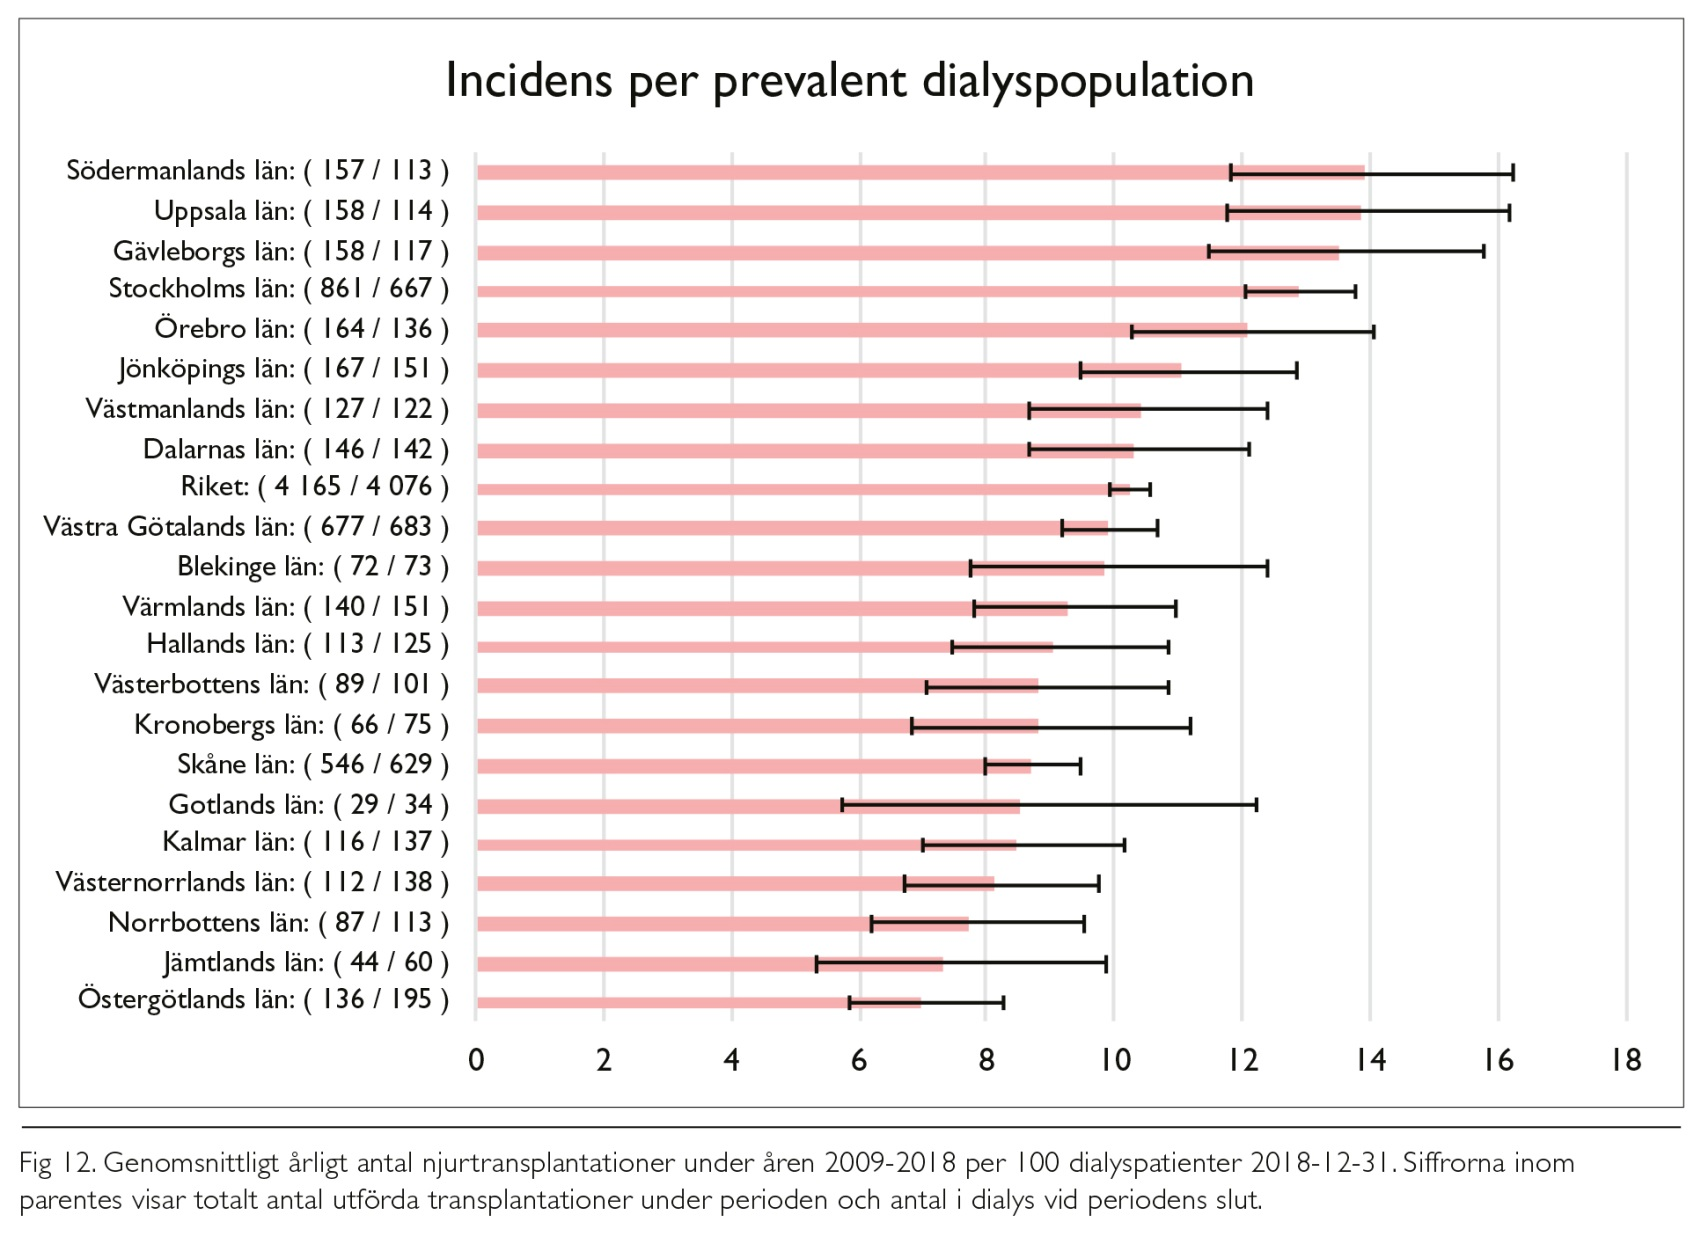 Incidens per prevalent dialyspopulation
Södermanlands län: ( 157 / 113 )
Uppsala län: ( 158 / 114 )
Gävleborgs län: ( 158 / 117 )
Stockholms län: ( 861 / 667 )
Örebro län: ( 164 / 136 )
Jönköpings län: ( 167 / 151 )
Västmanlands län: ( 127 / 122 )
Dalarnas län: ( 146 / 142 )
Riket: ( 4 165 / 4 076 )
Västra Götalands län: ( 677 / 683 )
Blekinge län: ( 72 / 73 )
Värmlands län: ( 140 / 151 )
Hallands län: ( 113 / 125 )
Västerbottens län: ( 89 / 101 )
Kronobergs län: ( 66 / 75 )
Skåne län: ( 546 / 629 )
Gotlands län: ( 29 / 34 )
Kalmar län: ( 116 / 137 )
Västernorrlands län: ( 112 / 138 )
Norrbottens län: ( 87 / 113 )
Jämtlands län: ( 44 / 60 )
Östergötlands län: ( 136 / 195 )
0 2 4 6 8 10 12 14 16 18
Fig 12. Genomsnittligt årligt antal njurtransplantationer under åren 2009-2018 per 100 dialyspatienter 2018-12-31. Siffrorna inom
parentes visar totalt antal utförda transplantationer under perioden och antal i dialys vid periodens slut.